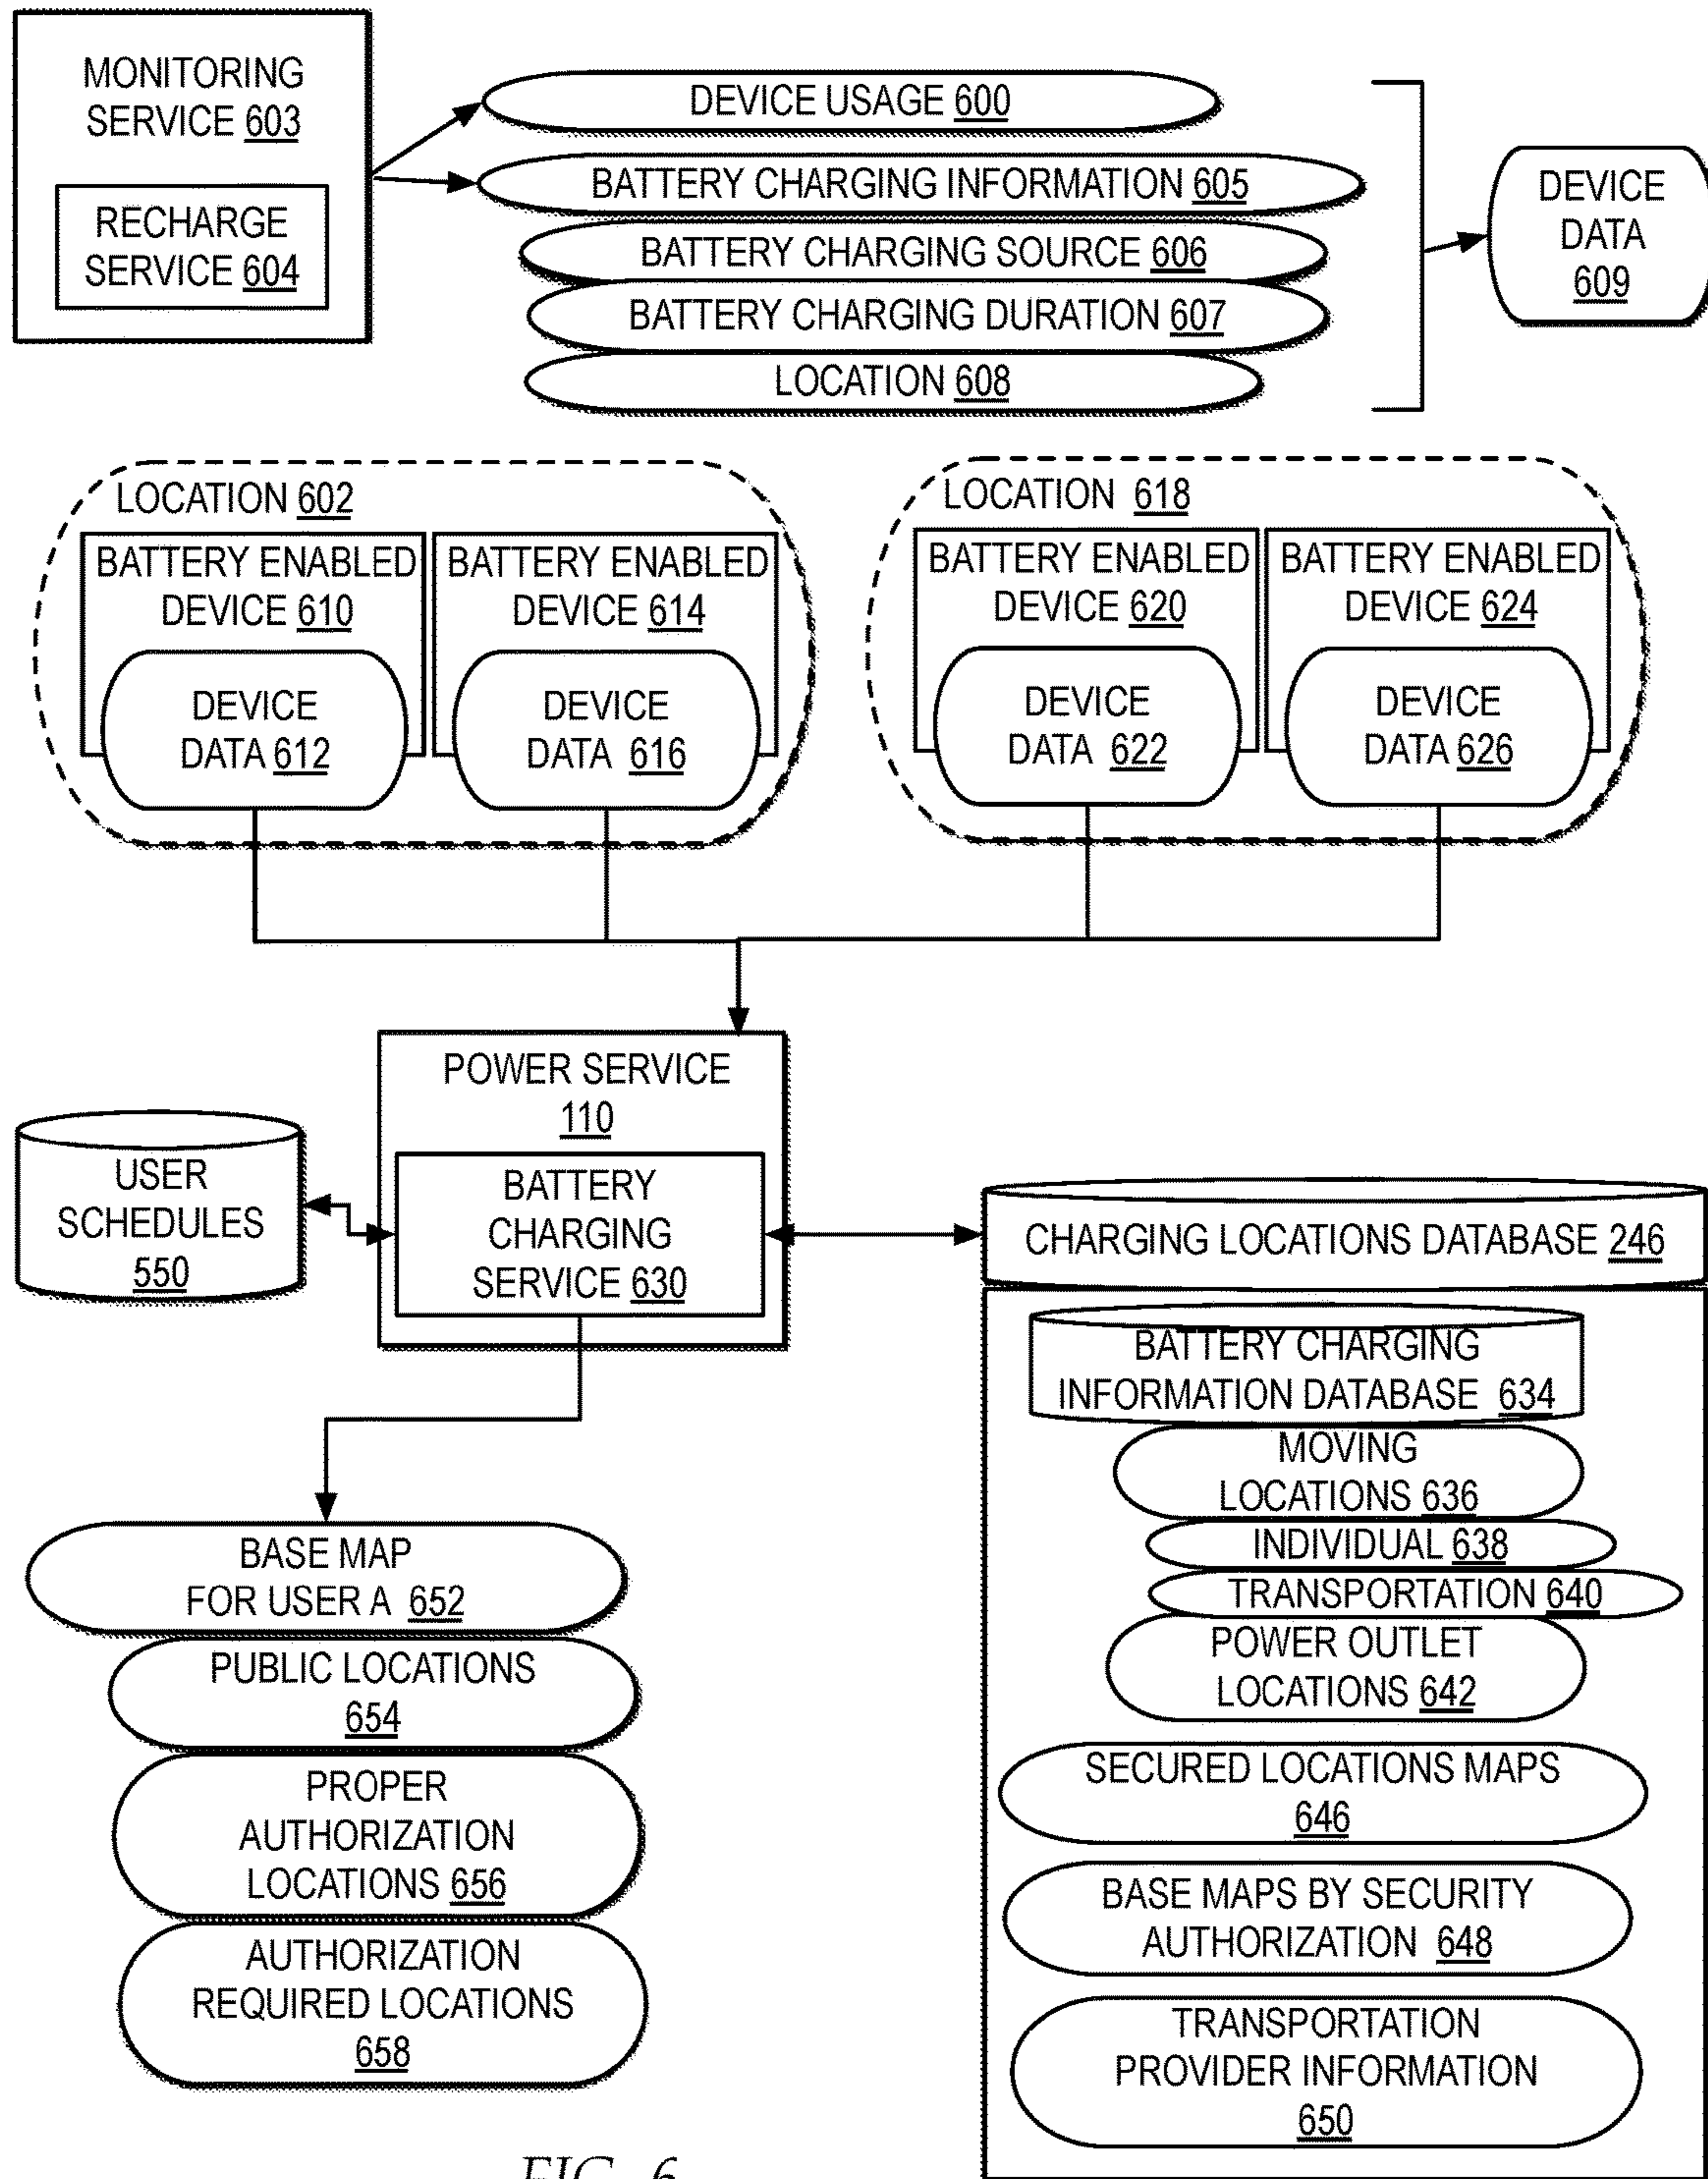 MONITORING
SERVICE 603
RECHARGE
SERVICE 604
DEVICE USAGE 600
BATTERY CHARGING INFORMATION 605
BATTERY CHARGING SOURCE 606
BATTERY CHARGING DURATION 607
LOCATION 608
DEVICE
DATA
609
LOCATION 602
BATTERY ENABLED
DEVICE 610
DEVICE
DATA 612
BATTERY ENABLED
DEVICE 614
DEVICE
DATA 616
LOCATION 618
BATTERY ENABLED
DEVICE 620
DEVICE
DATA 622
BATTERY ENABLED
DEVICE 624
DEVICE
DATA 626
POWER SERVICE
110
BATTERY
CHARGING
SERVICE 630
USER
SCHEDULES
550
CHARGING LOCATIONS DATABASE 246
BATTERY CHARGING
INFORMATION DATABASE 634
MOVING
LOCATIONS 636
INDIVIDUAL 638
TRANSPORTATION 640
POWER OUTLET
LOCATIONS 642
SECURED LOCATIONS MAPS
646
BASE MAPS BY SECURITY
AUTHORIZATION 648
TRANSPORTATION
PROVIDER INFORMATION
650
BASE MAP
FOR USER A 652
PUBLIC LOCATIONS
654
PROPER
AUTHORIZATION
LOCATIONS 656
AUTHORIZATION
REQUIRED LOCATIONS
658
FIG. 6